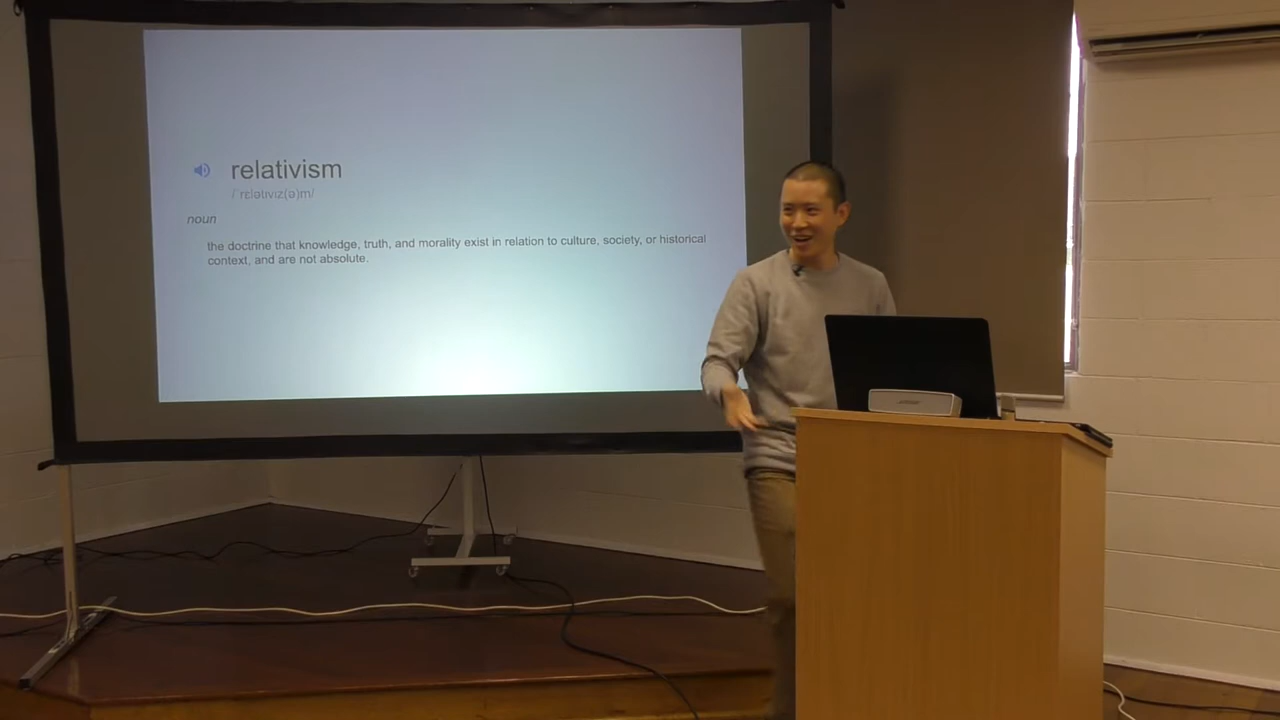 relativism
/ˈrɛlətɪvɪz(ə)m/
noun
the doctrine that knowledge, truth, and morality exist in relation to culture, society, or historical
context, and are not absolute.
BOSE